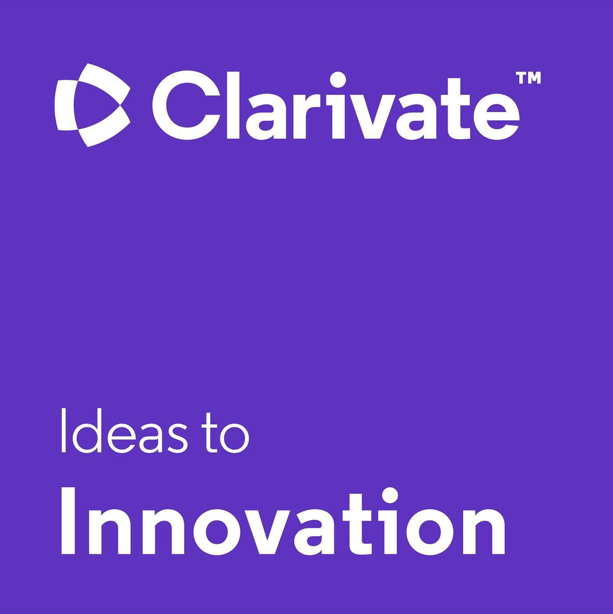 Clarivate™
Ideas to
Innovation